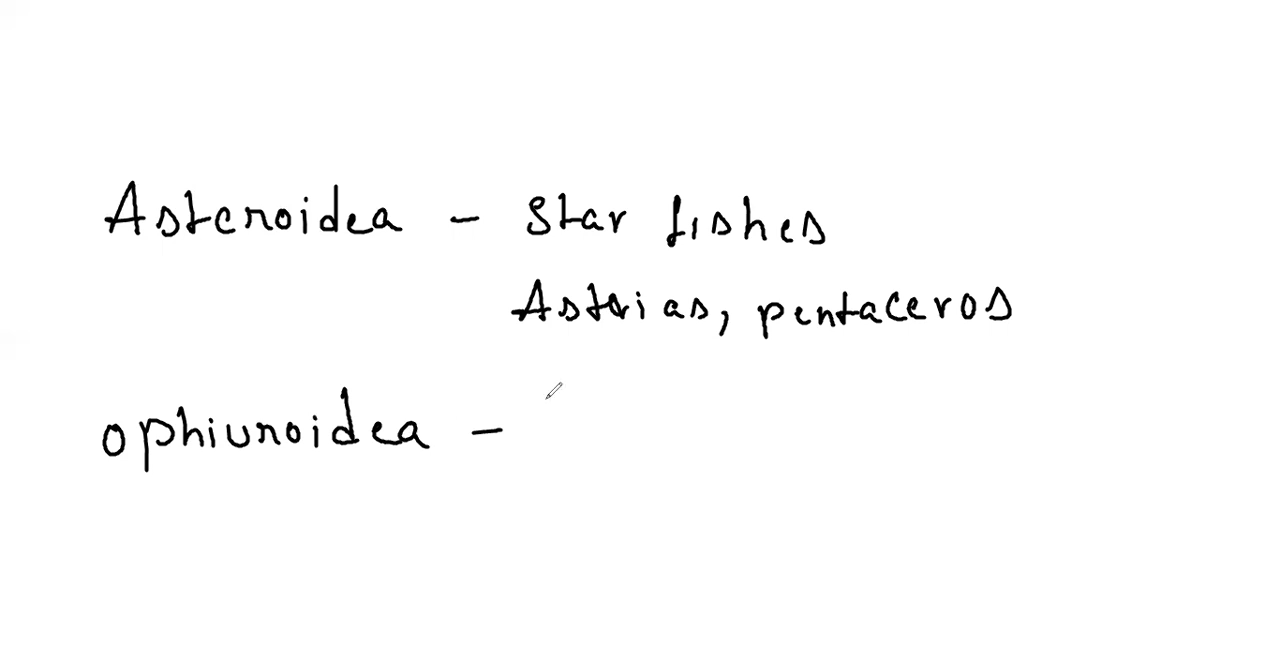 Asteroidea - Star fishes
Asterias, pentaceros
ophiuroidea -